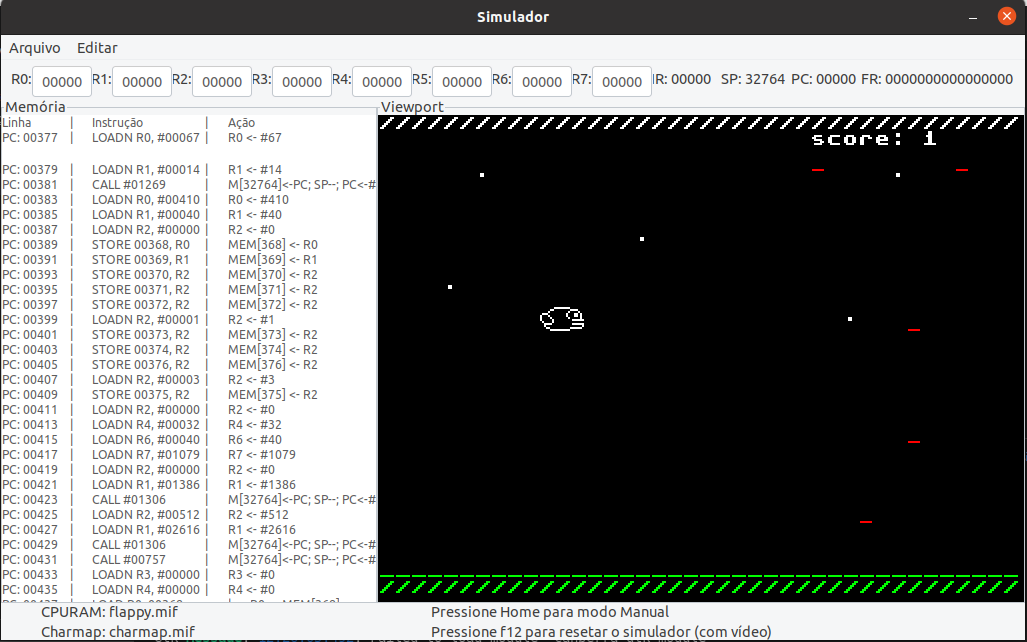 Simulador
Arquivo Editar
R0: 00000 R1: 00000 R2: 00000 R3: 00000 R4: 00000 R5: 00000 R6: 00000 R7: 00000 IR: 00000 SP: 32764 PC: 00000 FR: 0000000000000000
Memória Viewport
Linha | Instrução | Ação
PC: 00377 | LOADN R0, #00067 | R0 <- #67
score: 1
PC: 00379 | LOADN R1, #00014 | R1 <- #14
PC: 00381 | CALL #01269 | M[32764]<-PC; SP--; PC<-#
PC: 00383 | LOADN R0, #00410 | R0 <- #410
PC: 00385 | LOADN R1, #00040 | R1 <- #40
PC: 00387 | LOADN R2, #00000 | R2 <- #0
PC: 00389 | STORE 00368, R0 | MEM[368] <- R0
PC: 00391 | STORE 00369, R1 | MEM[369] <- R1
PC: 00393 | STORE 00370, R2 | MEM[370] <- R2
PC: 00395 | STORE 00371, R2 | MEM[371] <- R2
PC: 00397 | STORE 00372, R2 | MEM[372] <- R2
PC: 00399 | LOADN R2, #00001 | R2 <- #1
PC: 00401 | STORE 00373, R2 | MEM[373] <- R2
PC: 00403 | STORE 00374, R2 | MEM[374] <- R2
PC: 00405 | STORE 00376, R2 | MEM[376] <- R2
PC: 00407 | LOADN R2, #00003 | R2 <- #3
PC: 00409 | STORE 00375, R2 | MEM[375] <- R2
PC: 00411 | LOADN R2, #00000 | R2 <- #0
PC: 00413 | LOADN R4, #00032 | R4 <- #32
PC: 00415 | LOADN R6, #00040 | R6 <- #40
PC: 00417 | LOADN R7, #01079 | R7 <- #1079
PC: 00419 | LOADN R2, #00000 | R2 <- #0
PC: 00421 | LOADN R1, #01386 | R1 <- #1386
PC: 00423 | CALL #01306 | M[32764]<-PC; SP--; PC<-#
PC: 00425 | LOADN R2, #00512 | R2 <- #512
PC: 00427 | LOADN R1, #02616 | R1 <- #2616
PC: 00429 | CALL #01306 | M[32764]<-PC; SP--; PC<-#
PC: 00431 | CALL #00757 | M[32764]<-PC; SP--; PC<-#
PC: 00433 | LOADN R3, #00000 | R3 <- #0
PC: 00435 | LOADN R4, #00000 | R4 <- #0
CPURAM: flappy.mif Pressione Home para modo Manual
Charmap: charmap.mif Pressione f12 para resetar o simulador (com vídeo)